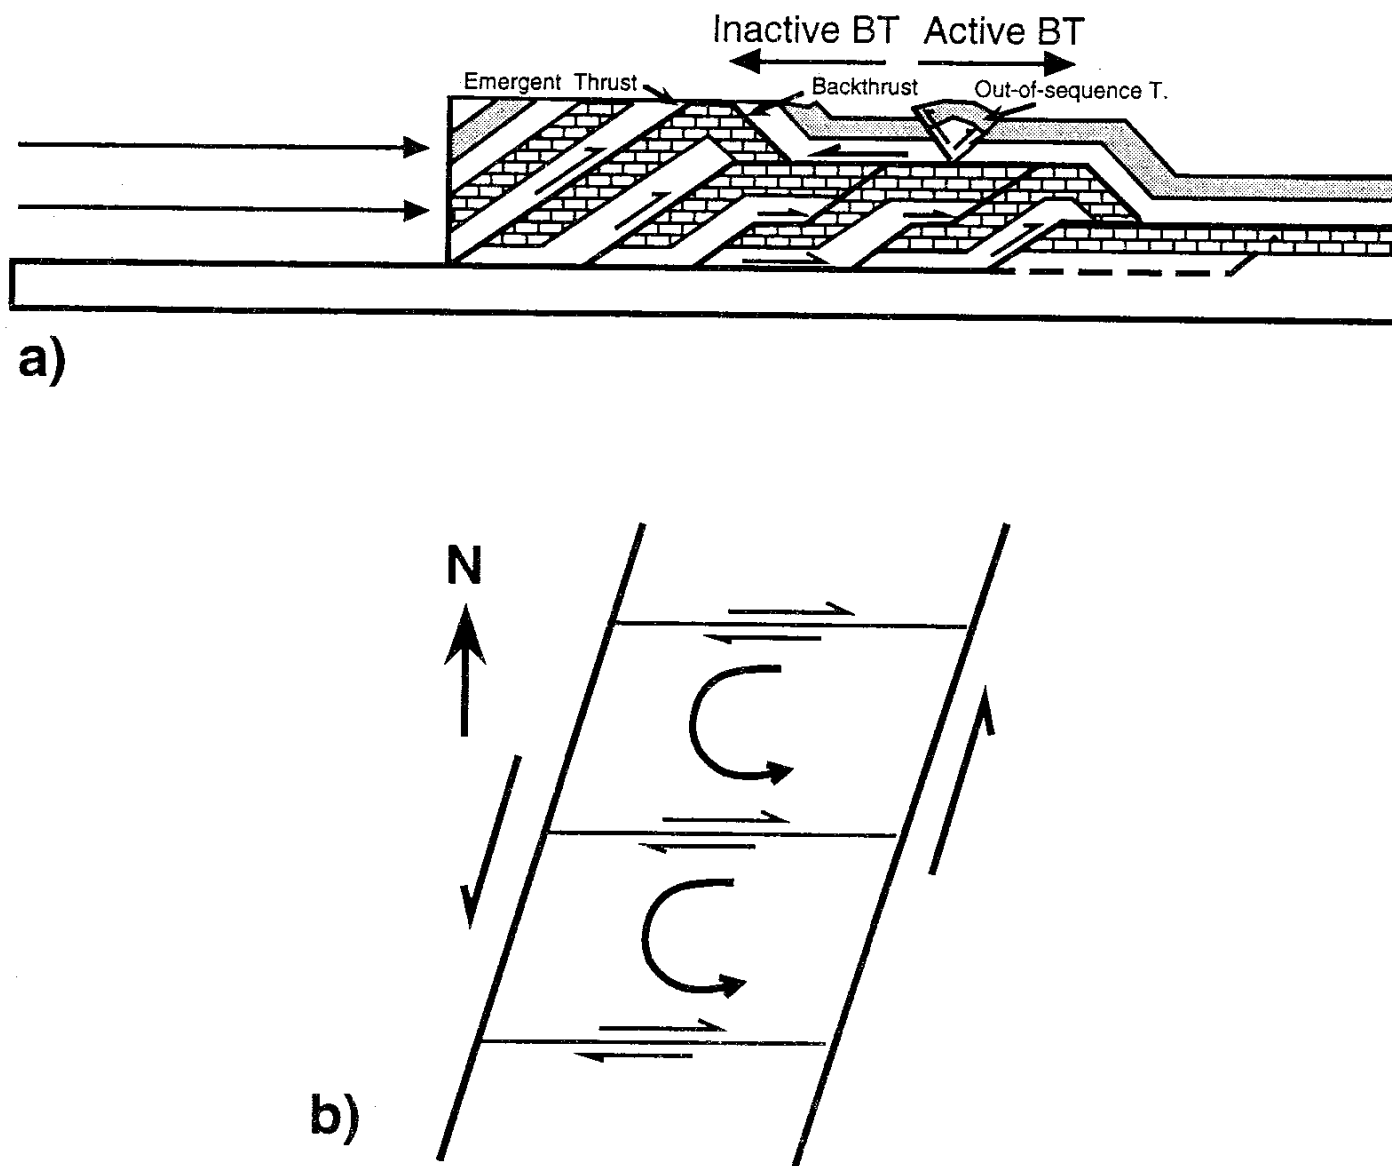 Inactive BT Active BT
Emergent Thrust Backthrust Out-of-sequence T.
a)
N
b)